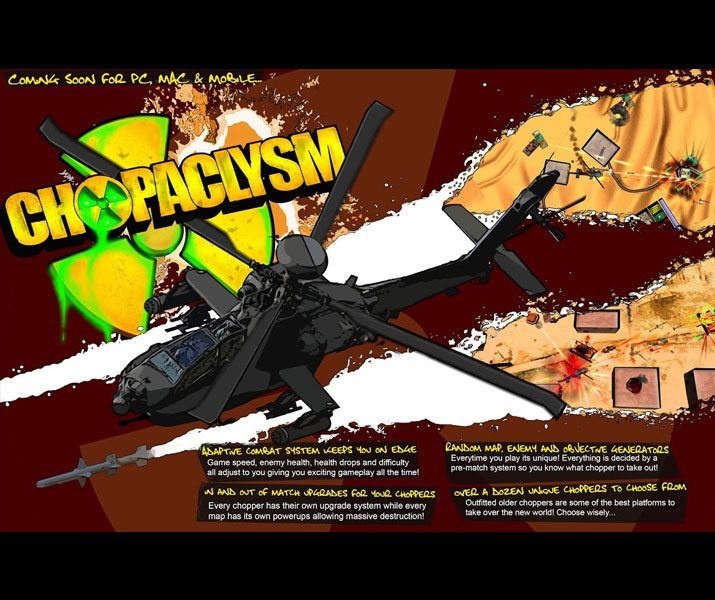 COMING SOON FOR PC, MAC & MOBILE...
CHOPACLYSM
ADAPTIVE COMBAT SYSTEM KEEPS YOU ON EDGE
Game speed, enemy health, health drops and difficulty
all adjust to you giving you exciting gameplay all the time!
IN AND OUT OF MATCH UPGRADES FOR YOUR CHOPPERS
Every chopper has their own upgrade system while every
map has its own powerups allowing massive destruction!
RANDOM MAP, ENEMY AND OBJECTIVE GENERATORS
Everytime you play its unique! Everything is decided by a
pre-match system so you know what chopper to take out!
OVER A DOZEN UNIQUE CHOPPERS TO CHOOSE FROM
Outfitted older choppers are some of the best platforms to
take over the new world! Choose wisely...